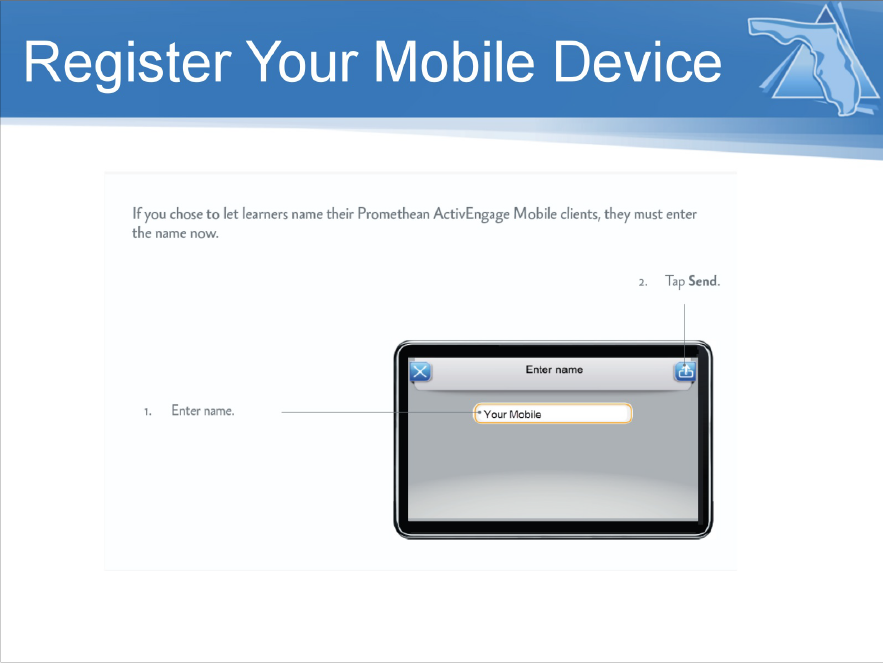 Register Your Mobile Device
If you chose to let learners name their Promethean ActivEngage Mobile clients, they must enter
the name now.
2. Tap Send.
Enter name
1. Enter name.
Your Mobile